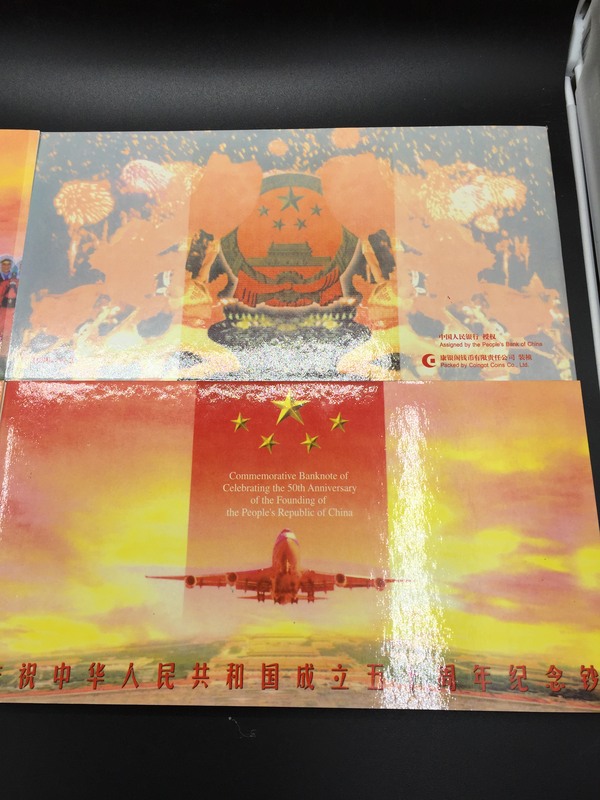 中国人民银行 授权
Assigned by the People's Bank of China
康银阁钱币有限责任公司 装帧
Packed by Coingot Coins Co., Ltd.
Commemorative Banknote of
Celebrating the 50th Anniversary
of the Founding of
the People's Republic of China
祝中华人民共和国成立五 周年纪念钞